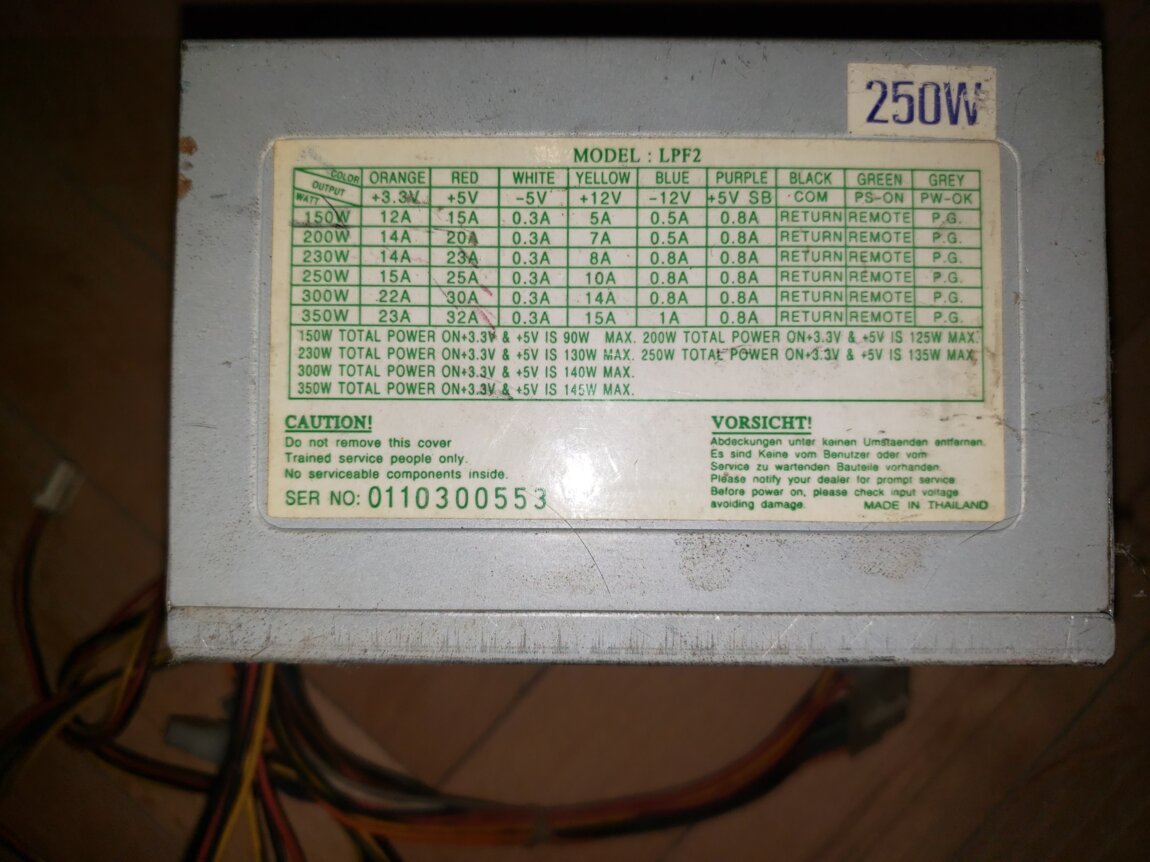 250W
MODEL : LPF2
COLOR ORANGE RED WHITE YELLOW BLUE PURPLE BLACK GREEN GREY
OUTPUT
WATT +3.3V +5V -5V +12V -12V +5V SB COM PS-ON PW-OK
150W 12A 15A 0.3A 5A 0.5A 0.8A RETURN REMOTE P.G.
200W 14A 20A 0.3A 7A 0.5A 0.8A RETURN REMOTE P.G.
230W 14A 23A 0.3A 8A 0.8A 0.8A RETURN REMOTE P.G.
250W 15A 25A 0.3A 10A 0.8A 0.8A RETURN REMOTE P.G.
300W 22A 30A 0.3A 14A 0.8A 0.8A RETURN REMOTE P.G.
350W 23A 32A 0.3A 15A 1A 0.8A RETURN REMOTE P.G.
150W TOTAL POWER ON+3.3V & +5V IS 90W MAX. 200W TOTAL POWER ON+3.3V & +5V IS 125W MAX.
230W TOTAL POWER ON+3.3V & +5V IS 130W MAX. 250W TOTAL POWER ON+3.3V & +5V IS 135W MAX.
300W TOTAL POWER ON+3.3V & +5V IS 140W MAX.
350W TOTAL POWER ON+3.3V & +5V IS 145W MAX.
CAUTION!
Do not remove this cover
Trained service people only.
No serviceable components inside.
SER NO: 0110300553
VORSICHT!
Abdeckungen unter keinen Umstaenden entfernen.
Es sind Keine vom Benutzer oder vom
Service zu wartenden Bauteile vorhanden.
Please notify your dealer for prompt service
Before power on, please check input voltage
avoiding damage. MADE IN THAILAND